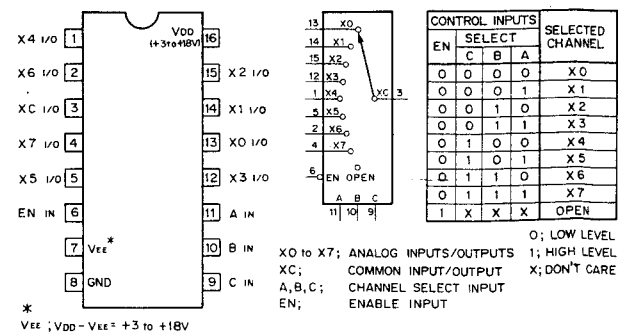 X4 I/O 1
X6 I/O 2
XC I/O 3
X7 I/O 4
X5 I/O 5
EN IN 6
7 VEE*
8 GND
VDD
(+3 to +18V)
16
15 X2 I/O
14 X1 I/O
13 X0 I/O
12 X3 I/O
11 A IN
10 B IN
9 C IN
*
VEE ; VDD - VEE = +3 to +18V
13 X0
14 X1
15 X2
12 X3
1 X4
5 X5
2 X6
4 X7
XC 3
6 EN OPEN
A B C
11 10 9
CONTROL INPUTS
SELECTED
CHANNEL
EN SELECT
C B A
0 0 0 0 X0
0 0 0 1 X1
0 0 1 0 X2
0 0 1 1 X3
0 1 0 0 X4
0 1 0 1 X5
0 1 1 0 X6
0 1 1 1 X7
1 X X X OPEN
0; LOW LEVEL
1; HIGH LEVEL
X; DON'T CARE
X0 to X7; ANALOG INPUTS/OUTPUTS
XC; COMMON INPUT/OUTPUT
A,B,C; CHANNEL SELECT INPUT
EN; ENABLE INPUT